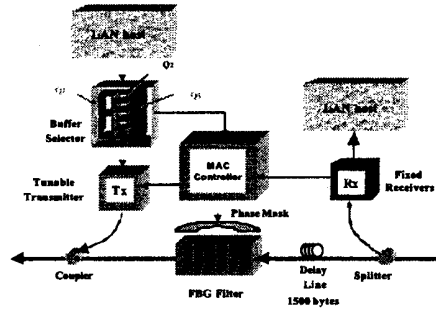 LAN host
Q2
Buffer
Selector
LAN host
MAC
Controller
Tunable
Transmitter
Tx
Rx
Fixed
Receivers
Phase Mask
Coupler
FBG Filter
Delay
Line
1500 bytes
Splitter